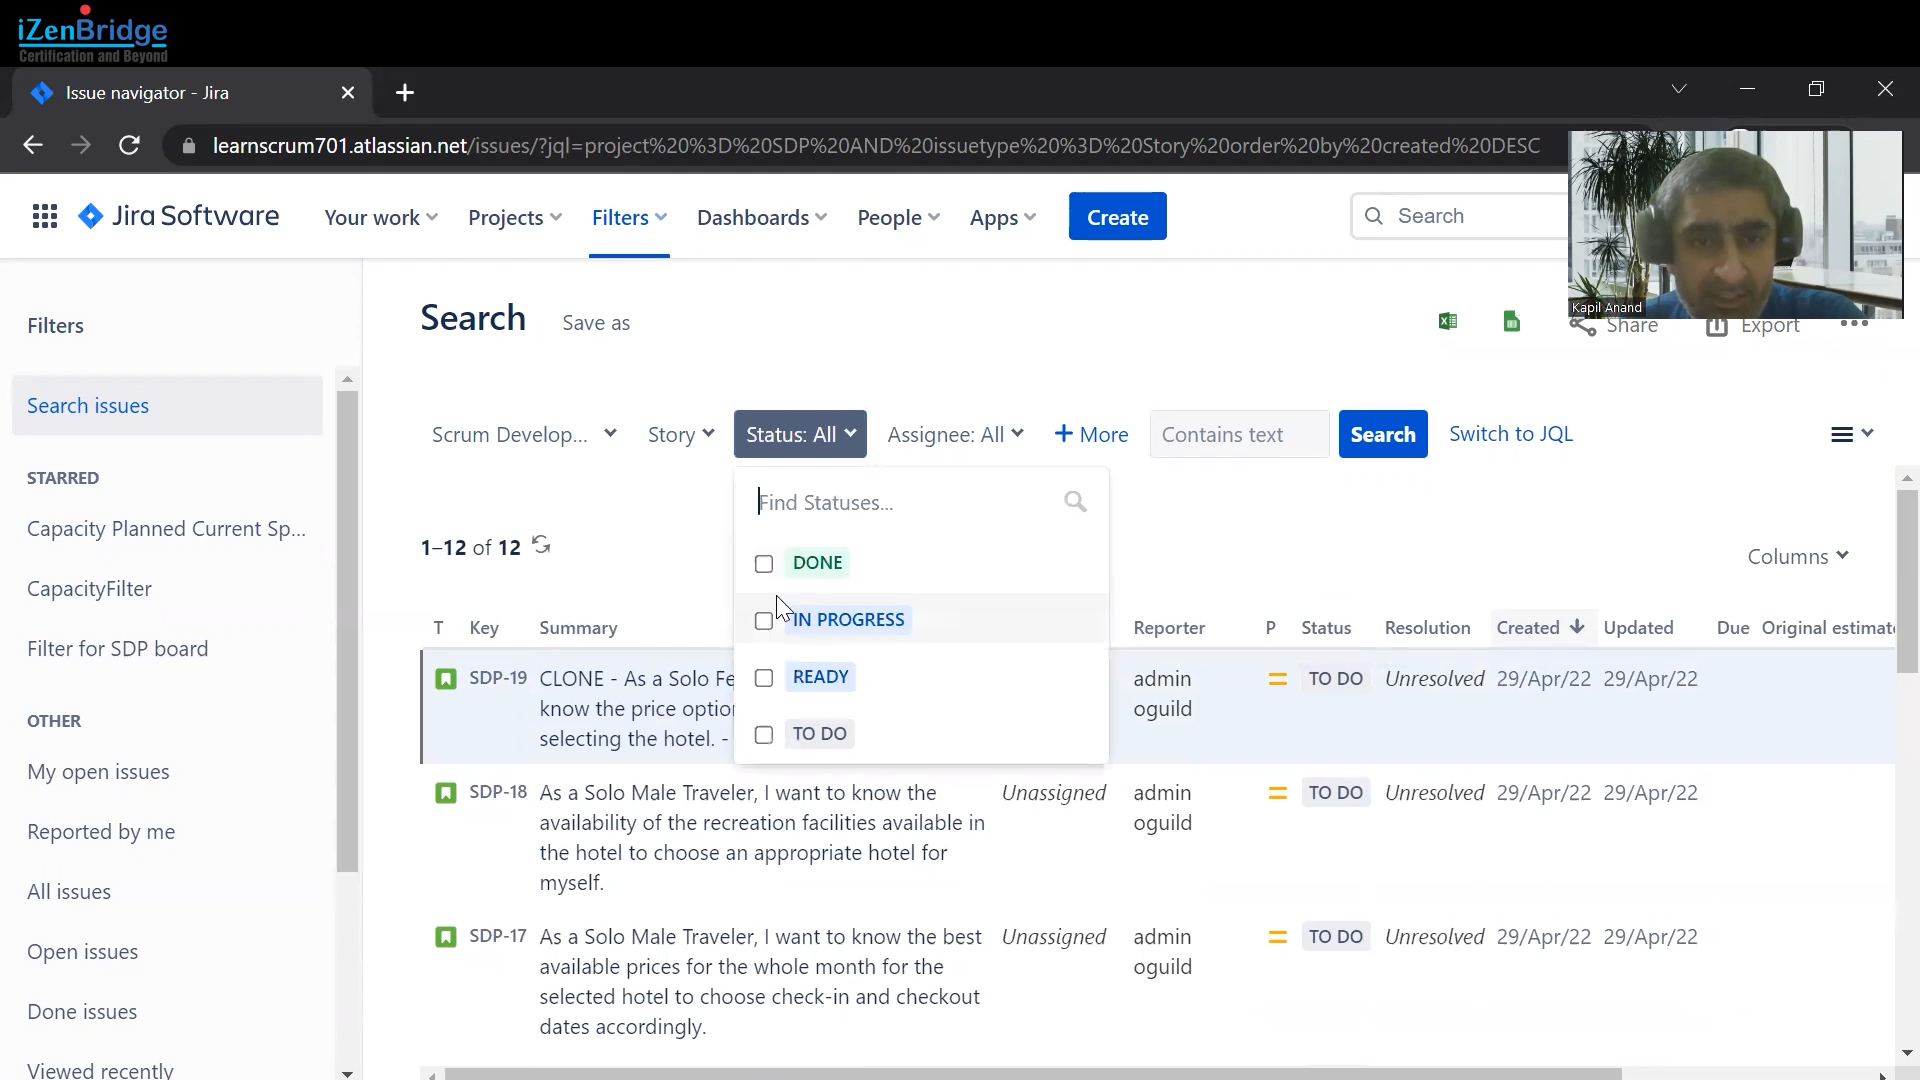 iZenBridge
Certification and Beyond
Issue navigator - Jira
learnscrum701.atlassian.net/issues/?jql=project%20%3D%20SDP%20AND%20issuetype%20%3D%20Story%20order%20by%20created%20DESC
Jira Software
Your work
Projects
Filters
Dashboards
People
Apps
Create
Search
Kapil Anand
Filters
Search
Save as
Share
Export
Search issues
Scrum Develop...
Story
Status: All
Assignee: All
+ More
Contains text
Search
Switch to JQL
STARRED
Capacity Planned Current Sp...
CapacityFilter
Filter for SDP board
OTHER
My open issues
Reported by me
All issues
Open issues
Done issues
Viewed recently
Find Statuses...
DONE
IN PROGRESS
READY
TO DO
1–12 of 12
Columns
T Key Summary Reporter P Status Resolution Created Updated Due Original estimat
SDP-19 CLONE - As a Solo Fe admin TO DO Unresolved 29/Apr/22 29/Apr/22
know the price option oguild
selecting the hotel. -
SDP-18 As a Solo Male Traveler, I want to know the Unassigned admin TO DO Unresolved 29/Apr/22 29/Apr/22
availability of the recreation facilities available in oguild
the hotel to choose an appropriate hotel for
myself.
SDP-17 As a Solo Male Traveler, I want to know the best Unassigned admin TO DO Unresolved 29/Apr/22 29/Apr/22
available prices for the whole month for the oguild
selected hotel to choose check-in and checkout
dates accordingly.